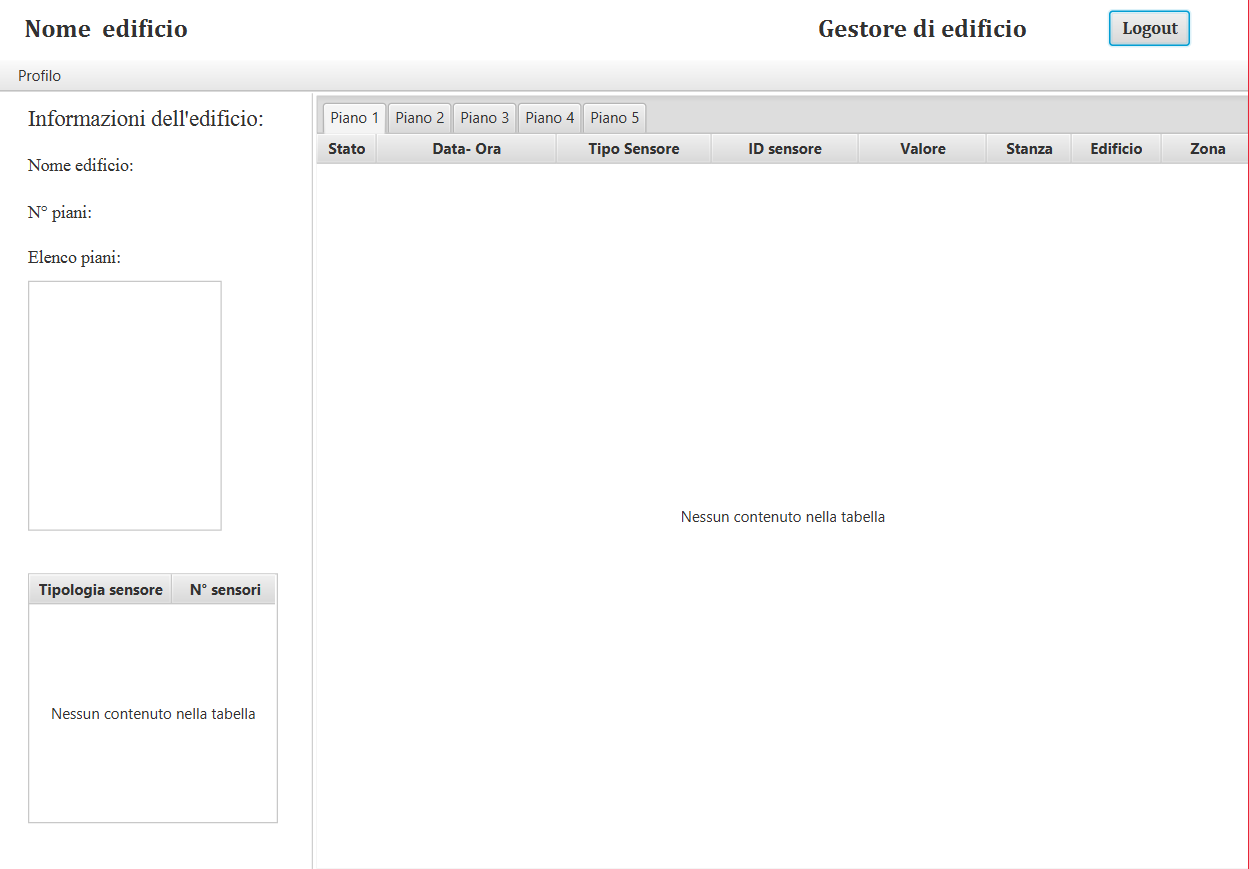 Nome edificio
Gestore di edificio
Logout
Profilo
Informazioni dell'edificio:
Nome edificio:
N° piani:
Elenco piani:
Tipologia sensore N° sensori
Nessun contenuto nella tabella
Piano 1 Piano 2 Piano 3 Piano 4 Piano 5
Stato Data- Ora Tipo Sensore ID sensore Valore Stanza Edificio Zona
Nessun contenuto nella tabella